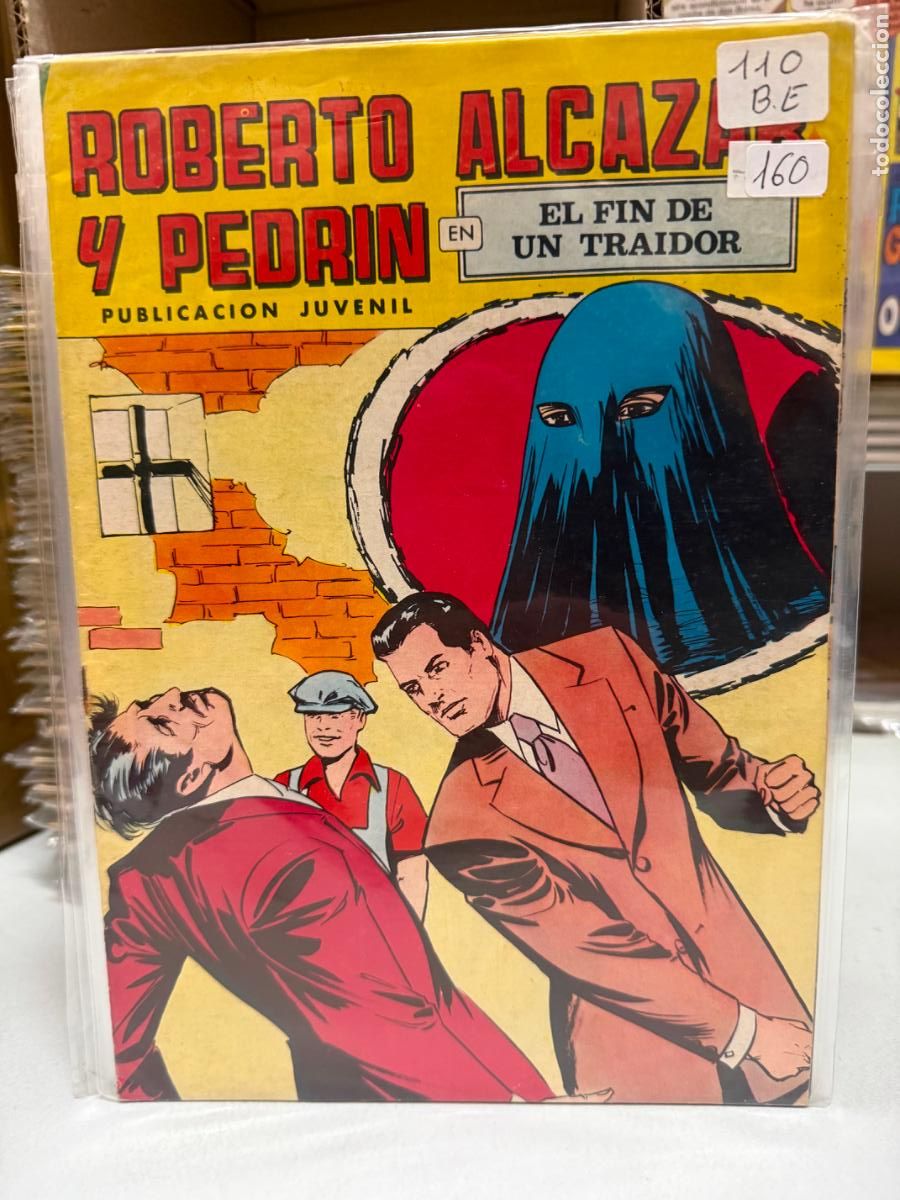 ROBERTO ALCAZAR
Y PEDRIN
EN
EL FIN DE
UN TRAIDOR
PUBLICACION JUVENIL
110
B.E
160
todocoleccion